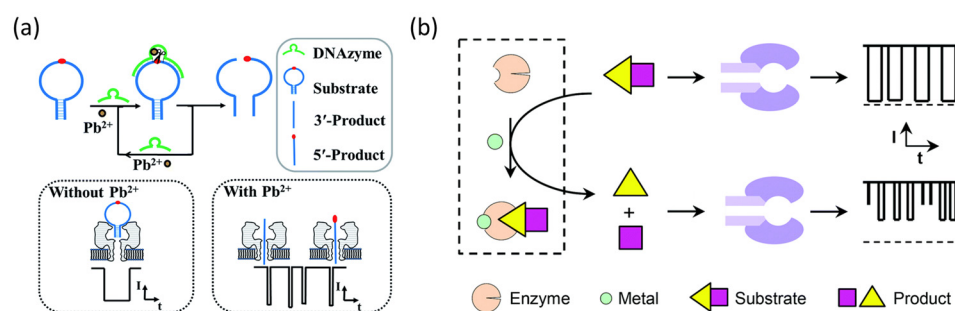 (a)
DNAzyme
Substrate
3′-Product
5′-Product
Pb²⁺
Pb²⁺
Without Pb²⁺
I
t
With Pb²⁺
I
t
(b)
I
t
+
Enzyme
Metal
Substrate
Product